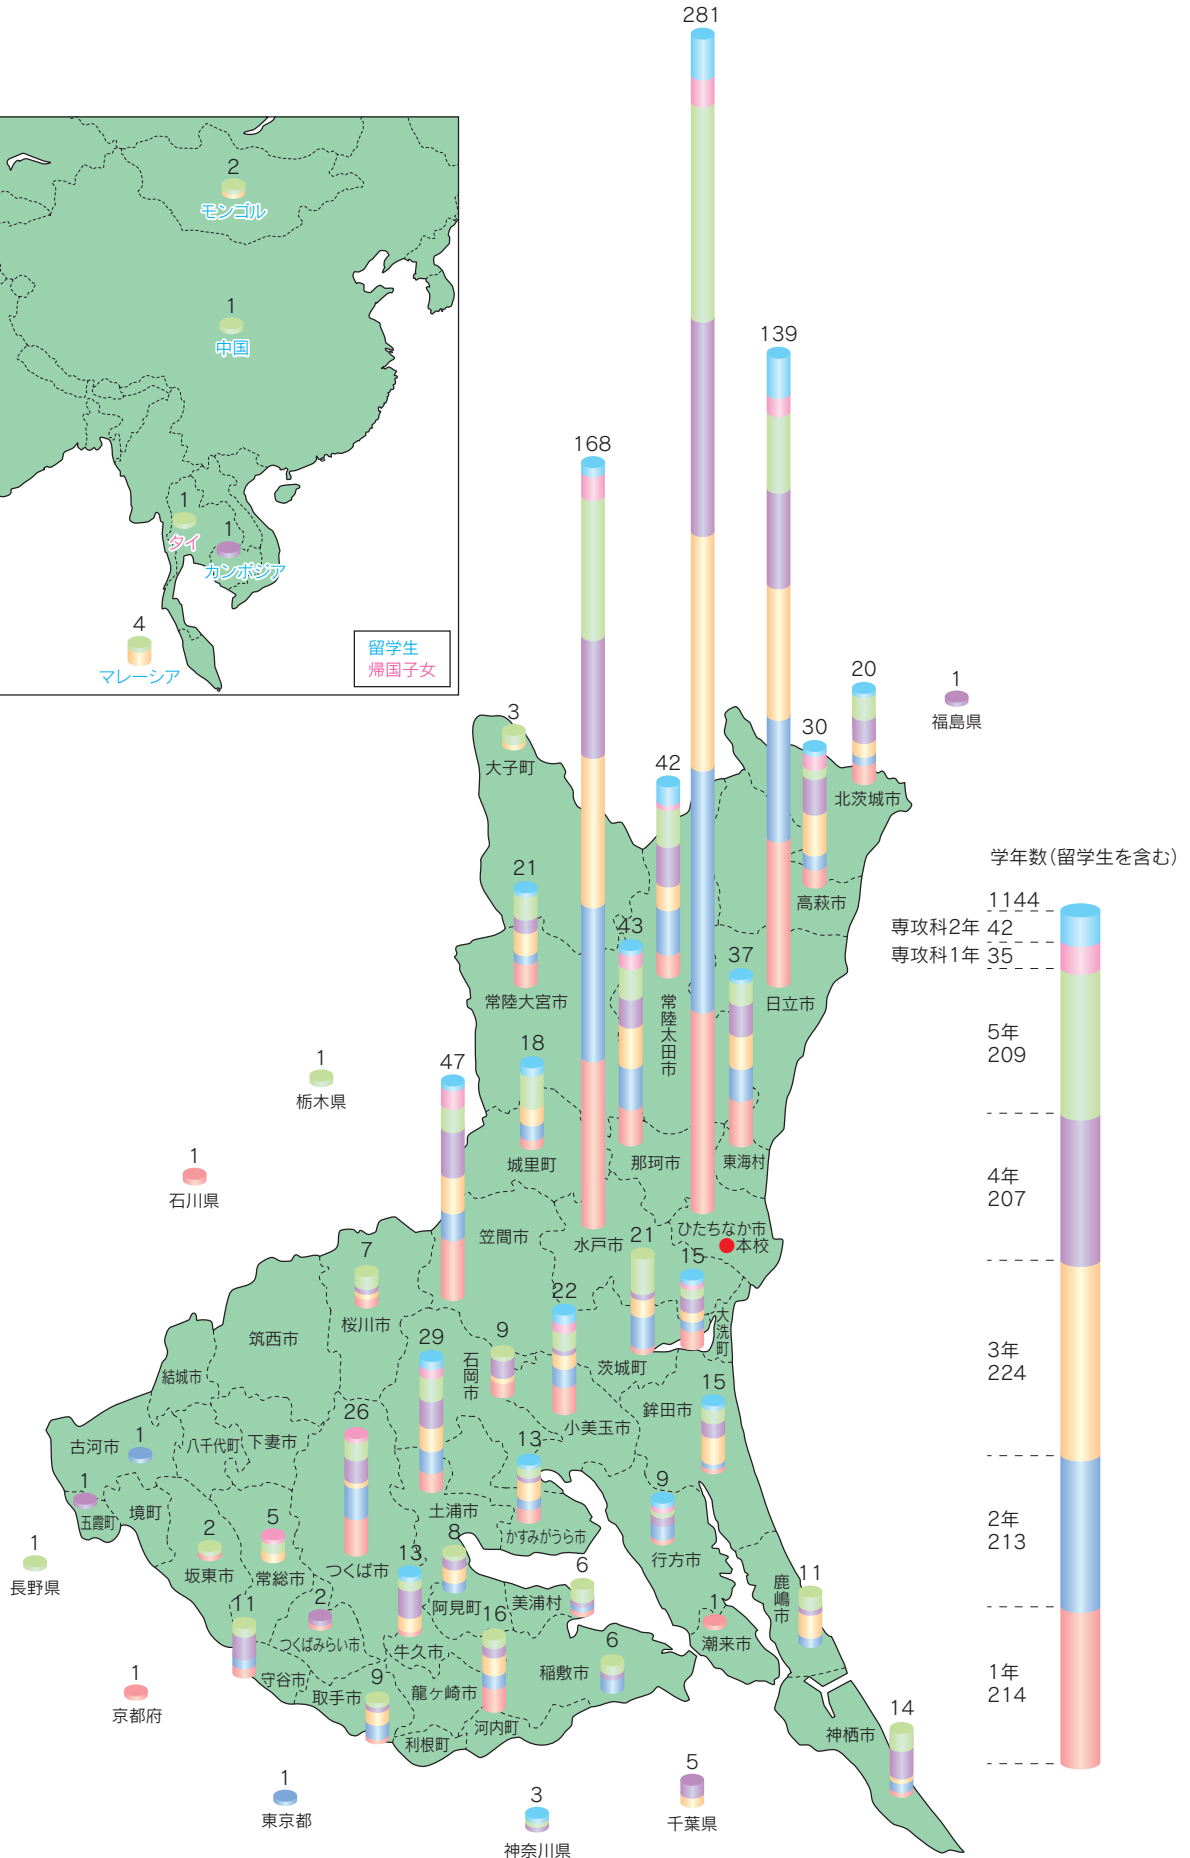 281
2
モンゴル
1
中国
139
168
1
タイ
1
カンボジア
4
マレーシア
留学生
帰国子女
20
北茨城市
1
福島県
3
大子町
30
高萩市
42
常陸太田市
21
常陸大宮市
43
那珂市
37
東海村
日立市
学年数(留学生を含む)
1144
専攻科2年 42
専攻科1年 35
5年
209
4年
207
3年
224
2年
213
1年
214
18
城里町
47
笠間市
1
栃木県
1
石川県
水戸市
ひたちなか市
本校
21
茨城町
15
大洗町
7
桜川市
筑西市
結城市
22
小美玉市
9
石岡市
29
土浦市
15
鉾田市
26
つくば市
古河市
1
八千代町
下妻市
1
五霞町
境町
13
かすみがうら市
9
行方市
2
坂東市
5
常総市
1
長野県
13
牛久市
8
阿見町
美浦村
6
11
鹿嶋市
1
潮来市
11
守谷市
2
つくばみらい市
16
龍ヶ崎市
稲敷市
6
9
取手市
利根町
河内町
14
神栖市
1
京都府
1
東京都
3
神奈川県
5
千葉県